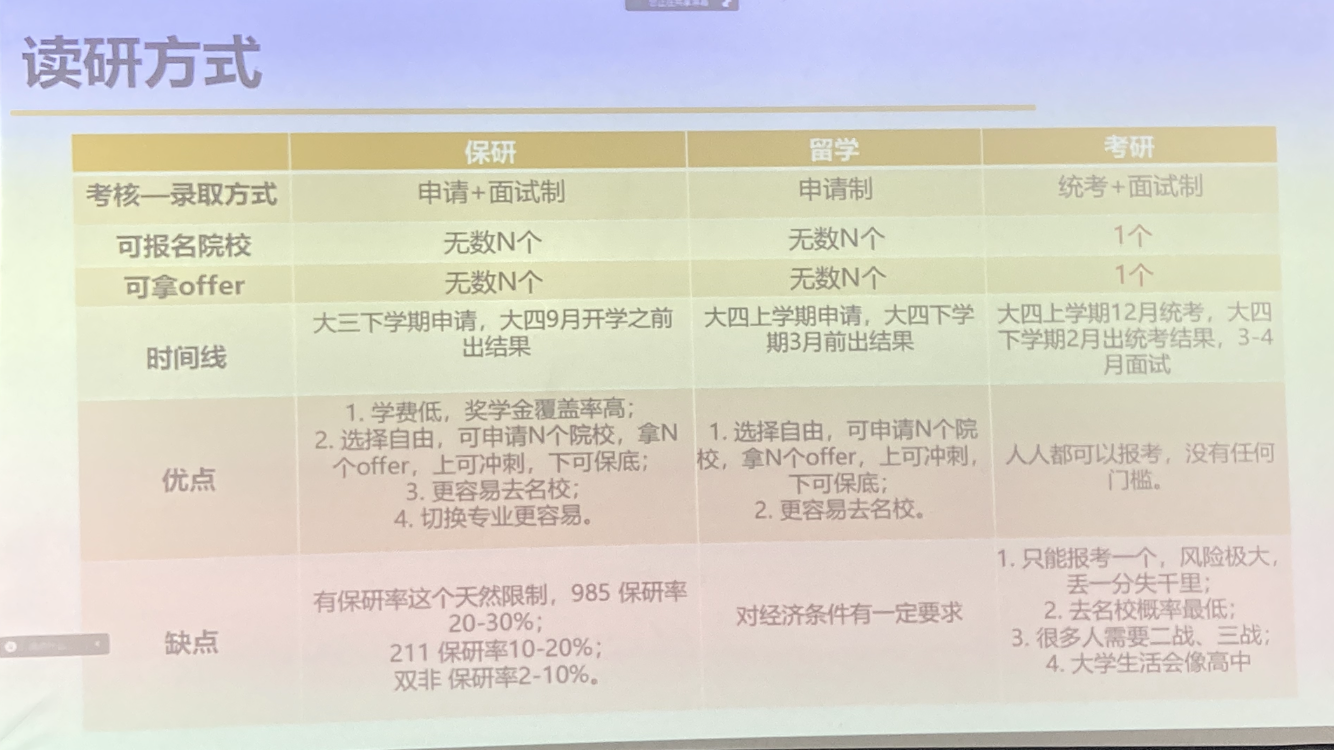 读研方式
保研 留学 考研
考核—录取方式 申请+面试制 申请制 统考+面试制
可报名院校 无数N个 无数N个 1个
可拿offer 无数N个 无数N个 1个
时间线
大三下学期申请，大四9月开学之前
出结果
大四上学期申请，大四下学
期3月前出结果
大四上学期12月统考，大四
下学期2月出统考结果，3-4
月面试
优点
1. 学费低，奖学金覆盖率高；
2. 选择自由，可申请N个院校，拿N
个offer，上可冲刺，下可保底；
3. 更容易去名校；
4. 切换专业更容易。
1. 选择自由，可申请N个院
校，拿N个offer，上可冲刺，
下可保底；
2. 更容易去名校。
人人都可以报考，没有任何
门槛。
缺点
有保研率这个天然限制，985 保研率
20-30%；
211 保研率10-20%；
双非 保研率2-10%。
对经济条件有一定要求
1. 只能报考一个，风险极大，
丢一分失千里；
2. 去名校概率最低；
3. 很多人需要二战、三战；
4. 大学生活会像高中